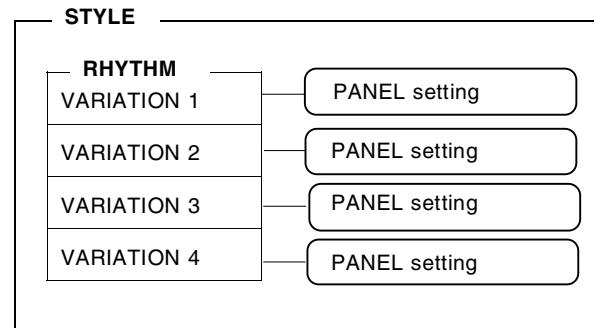 STYLE
RHYTHM
VARIATION 1 PANEL setting
VARIATION 2 PANEL setting
VARIATION 3 PANEL setting
VARIATION 4 PANEL setting